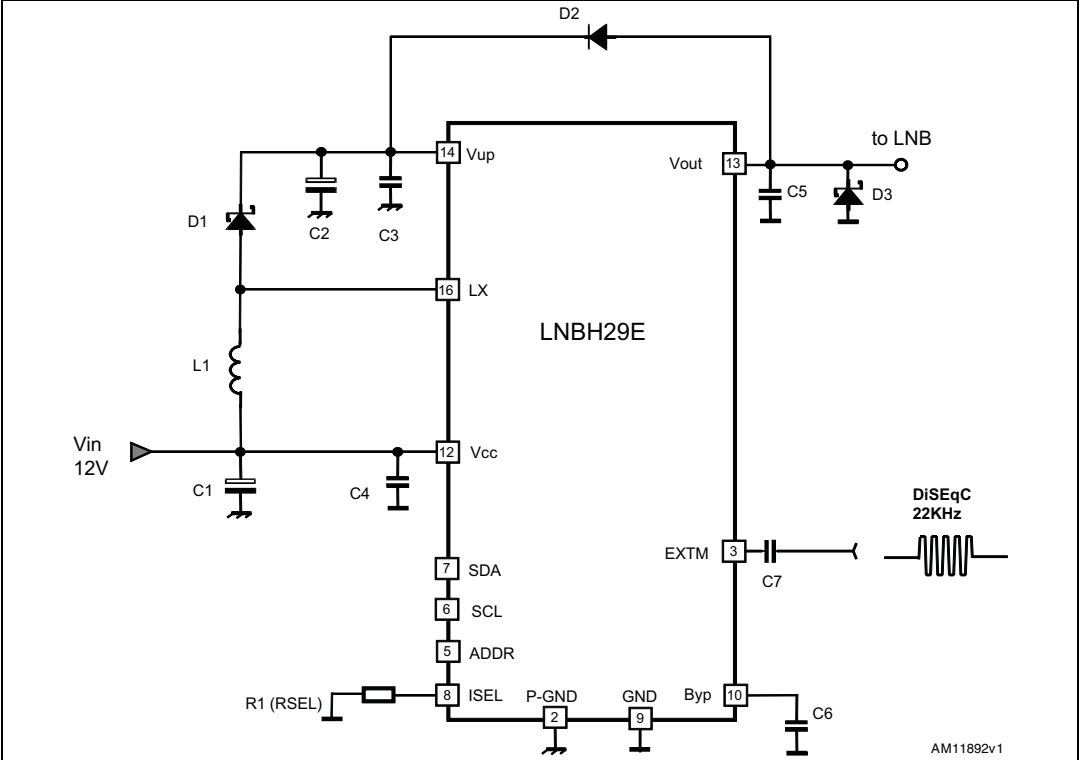 D2
to LNB
14 Vup
Vout 13
C5
D3
D1
C2
C3
16 LX
LNBH29E
L1
Vin
12V
12 Vcc
C1
C4
DiSEqC
22KHz
EXTM 3
C7
7 SDA
6 SCL
5 ADDR
R1 (RSEL)
8 ISEL
P-GND
2
GND
9
Byp 10
C6
AM11892v1